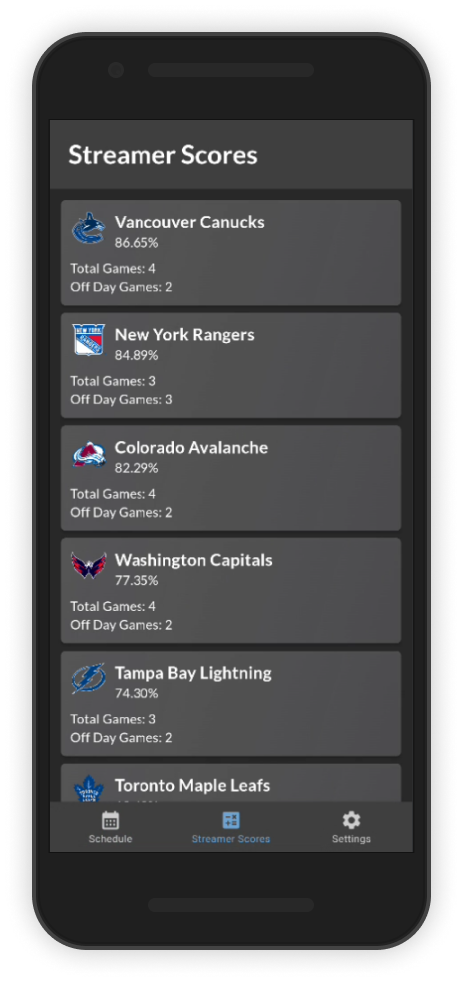 Streamer Scores
Vancouver Canucks
86.65%
Total Games: 4
Off Day Games: 2
NEW YORK
RANGERS
New York Rangers
84.89%
Total Games: 3
Off Day Games: 3
Colorado Avalanche
82.29%
Total Games: 4
Off Day Games: 2
Washington Capitals
77.35%
Total Games: 4
Off Day Games: 2
Tampa Bay Lightning
74.30%
Total Games: 3
Off Day Games: 2
Toronto Maple Leafs
Schedule
Streamer Scores
Settings